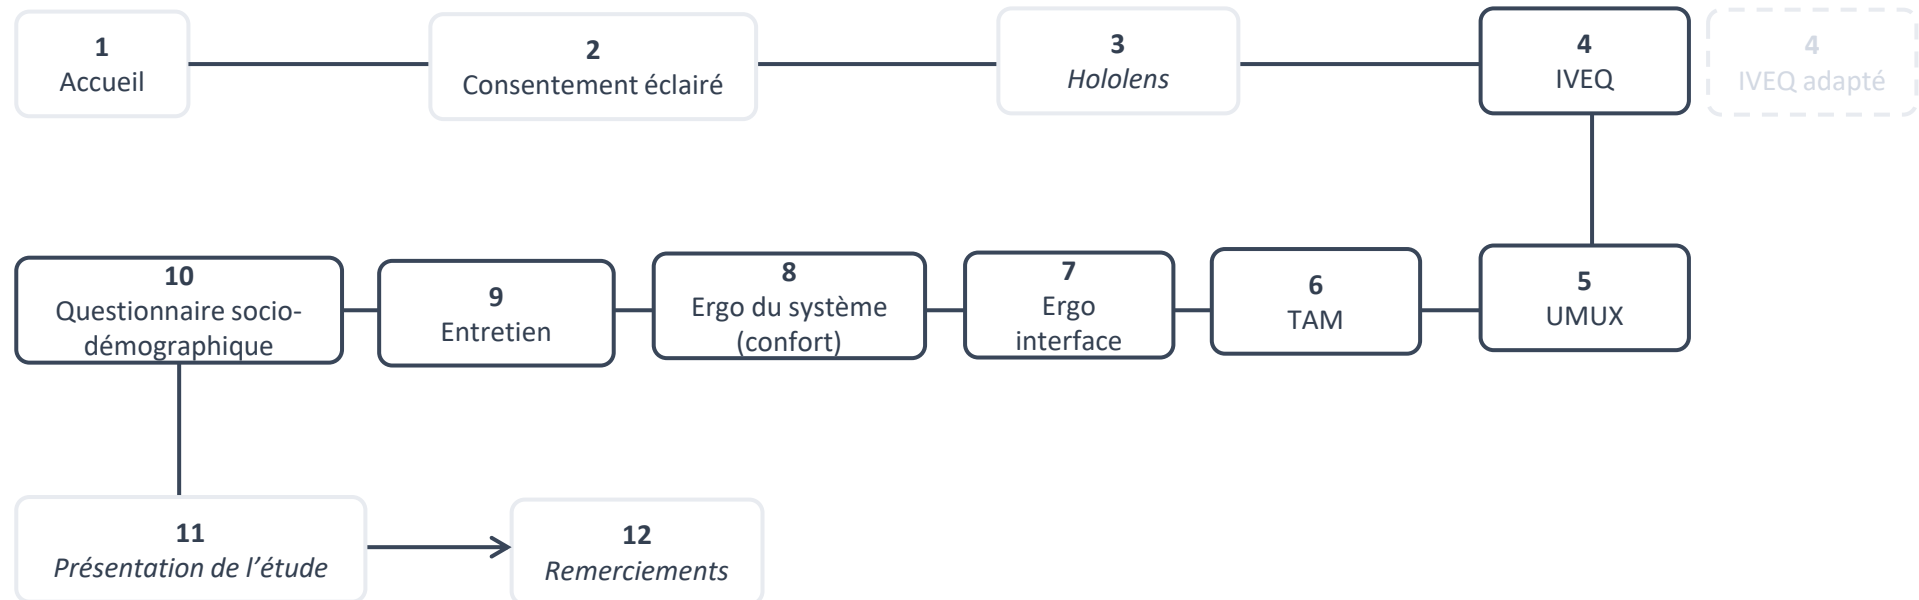 1
Accueil
2
Consentement éclairé
3
Hololens
4
IVEQ
4
IVEQ adapté
10
Questionnaire socio-
démographique
9
Entretien
8
Ergo du système
(confort)
7
Ergo
interface
6
TAM
5
UMUX
11
Présentation de l’étude
12
Remerciements